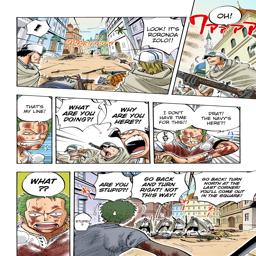 OH!
LOOK! IT'S
RORONOA
ZOLO!!
DRAT!
THE
NAVY'S
HERE?!
I DON'T
HAVE TIME
FOR THIS!!
WHY
ARE YOU
HERE?!
WHAT
ARE YOU
DOING?!
THAT'S
MY LINE!
GO BACK! TURN
NORTH AT THE
LAST CORNER!
YOU'LL COME OUT
IN THE SQUARE!
GO BACK
AND TURN
RIGHT! NOT
THIS WAY!
ARE YOU
STUPID?!
WHAT
??